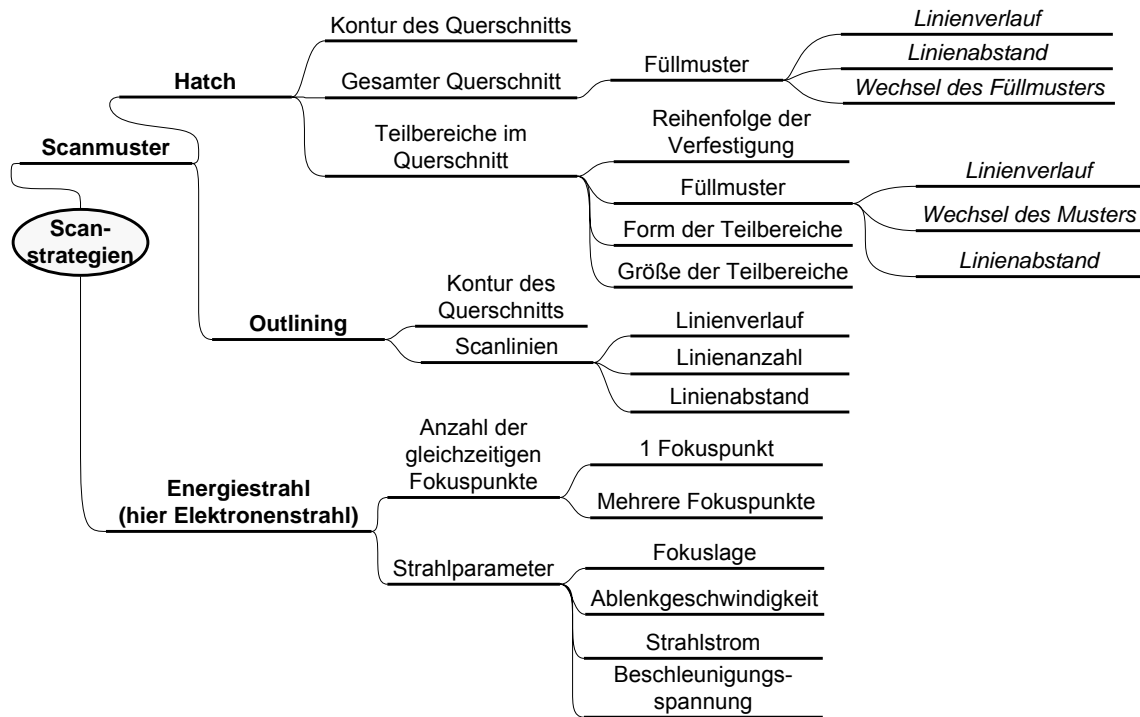 Scan-
strategien
Scanmuster
Hatch
Kontur des Querschnitts
Gesamter Querschnitt
Füllmuster
Linienverlauf
Linienabstand
Wechsel des Füllmusters
Teilbereiche im
Querschnitt
Reihenfolge der
Verfestigung
Füllmuster
Linienverlauf
Wechsel des Musters
Linienabstand
Form der Teilbereiche
Größe der Teilbereiche
Outlining
Kontur des
Querschnitts
Scanlinien
Linienverlauf
Linienanzahl
Linienabstand
Energiestrahl
(hier Elektronenstrahl)
Anzahl der
gleichzeitigen
Fokuspunkte
1 Fokuspunkt
Mehrere Fokuspunkte
Strahlparameter
Fokuslage
Ablenkgeschwindigkeit
Strahlstrom
Beschleunigungs-
spannung